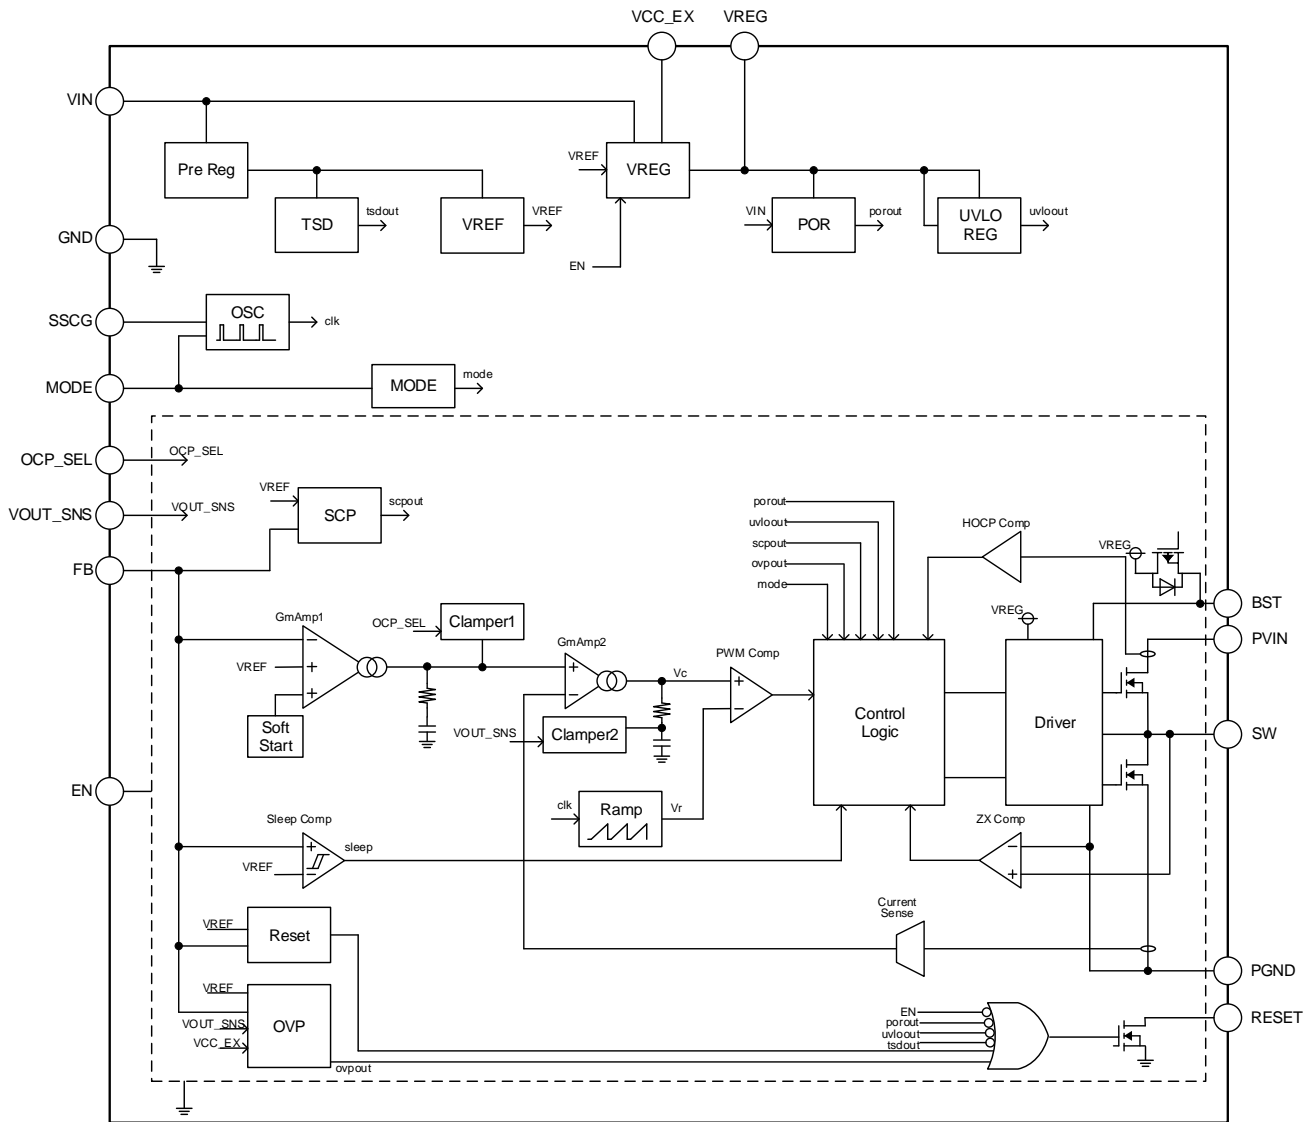 VCC_EX VREG
VIN
Pre Reg
VREF
VREG
TSD
tsdout
VREF
VREF
VIN
POR
porout
UVLO
REG
uvloout
GND
EN
SSCG
OSC
clk
MODE
MODE
mode
OCP_SEL
OCP_SEL
VOUT_SNS
VOUT_SNS
VREF
SCP
scpout
FB
porout
uvloout
scpout
ovpout
mode
HOCP Comp
VREG
BST
GmAmp1
OCP_SEL
Clamper1
GmAmp2
VREG
PVIN
VREF
Vc
PWM Comp
Soft
Start
VOUT_SNS
Clamper2
Control
Logic
Driver
SW
EN
clk
Ramp
Vr
Sleep Comp
sleep
VREF
ZX Comp
VREF
Reset
Current
Sense
PGND
VREF
OVP
VOUT_SNS
VCC_EX
ovpout
EN
porout
uvloout
tsdout
RESET